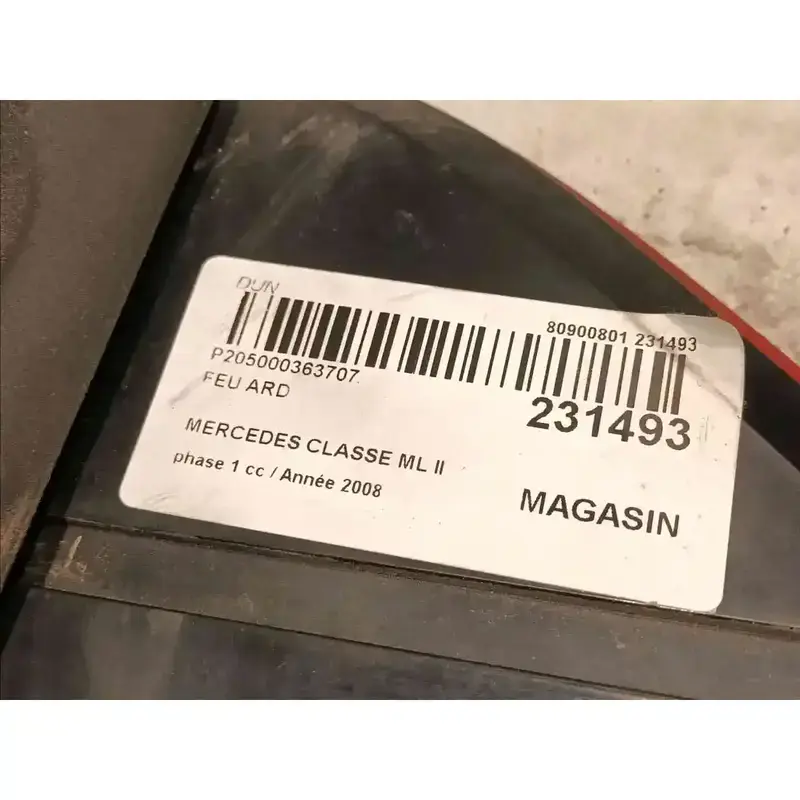 DUN
80900801 231493
P205000363707
FEU ARD
231493
MERCEDES CLASSE ML II
phase 1 cc / Année 2008
MAGASIN